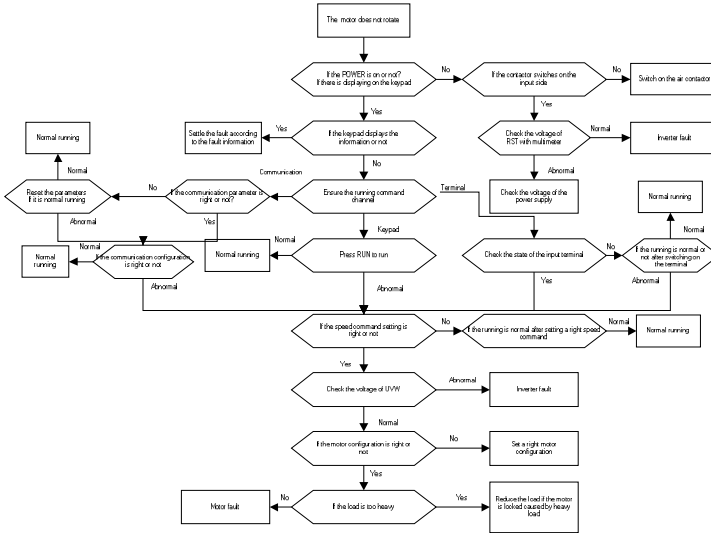 The motor does not rotate
If the POWER is on or not?
If there is displaying on the keypad
No
If the contactor switches on the
input side
No
Switch on the air contactor
Yes
Yes
Settle the fault according
to the fault information
Yes
If the keypad displays the
information or not
Check the voltage of
RST with multimeter
Normal
Inverter fault
Normal running
No
Abnormal
Normal
Communication
Reset the parameters
If it is normal running
No
If the communication parameter is
right or not?
Ensure the running command
channel
Terminal
Check the voltage of the
power supply
Normal running
Abnormal
Yes
Keypad
Normal
Normal
running
Normal
If the communication configuration
is right or not
Normal running
Normal
Press RUN to run
Check the state of the input terminal
No
If the running is normal or
not after switching on
the terminal
Abnormal
Abnormal
Yes
Abnormal
If the speed command setting is
right or not
No
If the running is normal after setting a right speed
command
Normal
Normal running
Yes
Check the voltage of UVW
Abnormal
Inverter fault
Normal
If the motor configuration is right or
not
No
Set a right motor
configuration
Yes
Motor fault
No
If the load is too heavy
Yes
Reduce the load if the motor
is looked caused by heavy
load